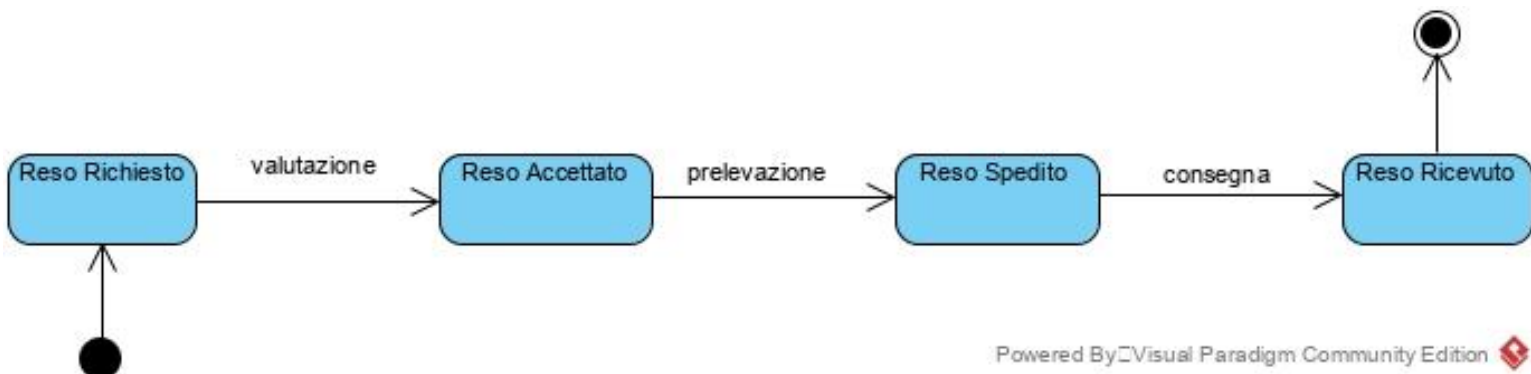 Reso Richiesto
valutazione
Reso Accettato
prelevazione
Reso Spedito
consegna
Reso Ricevuto
Powered By Visual Paradigm Community Edition